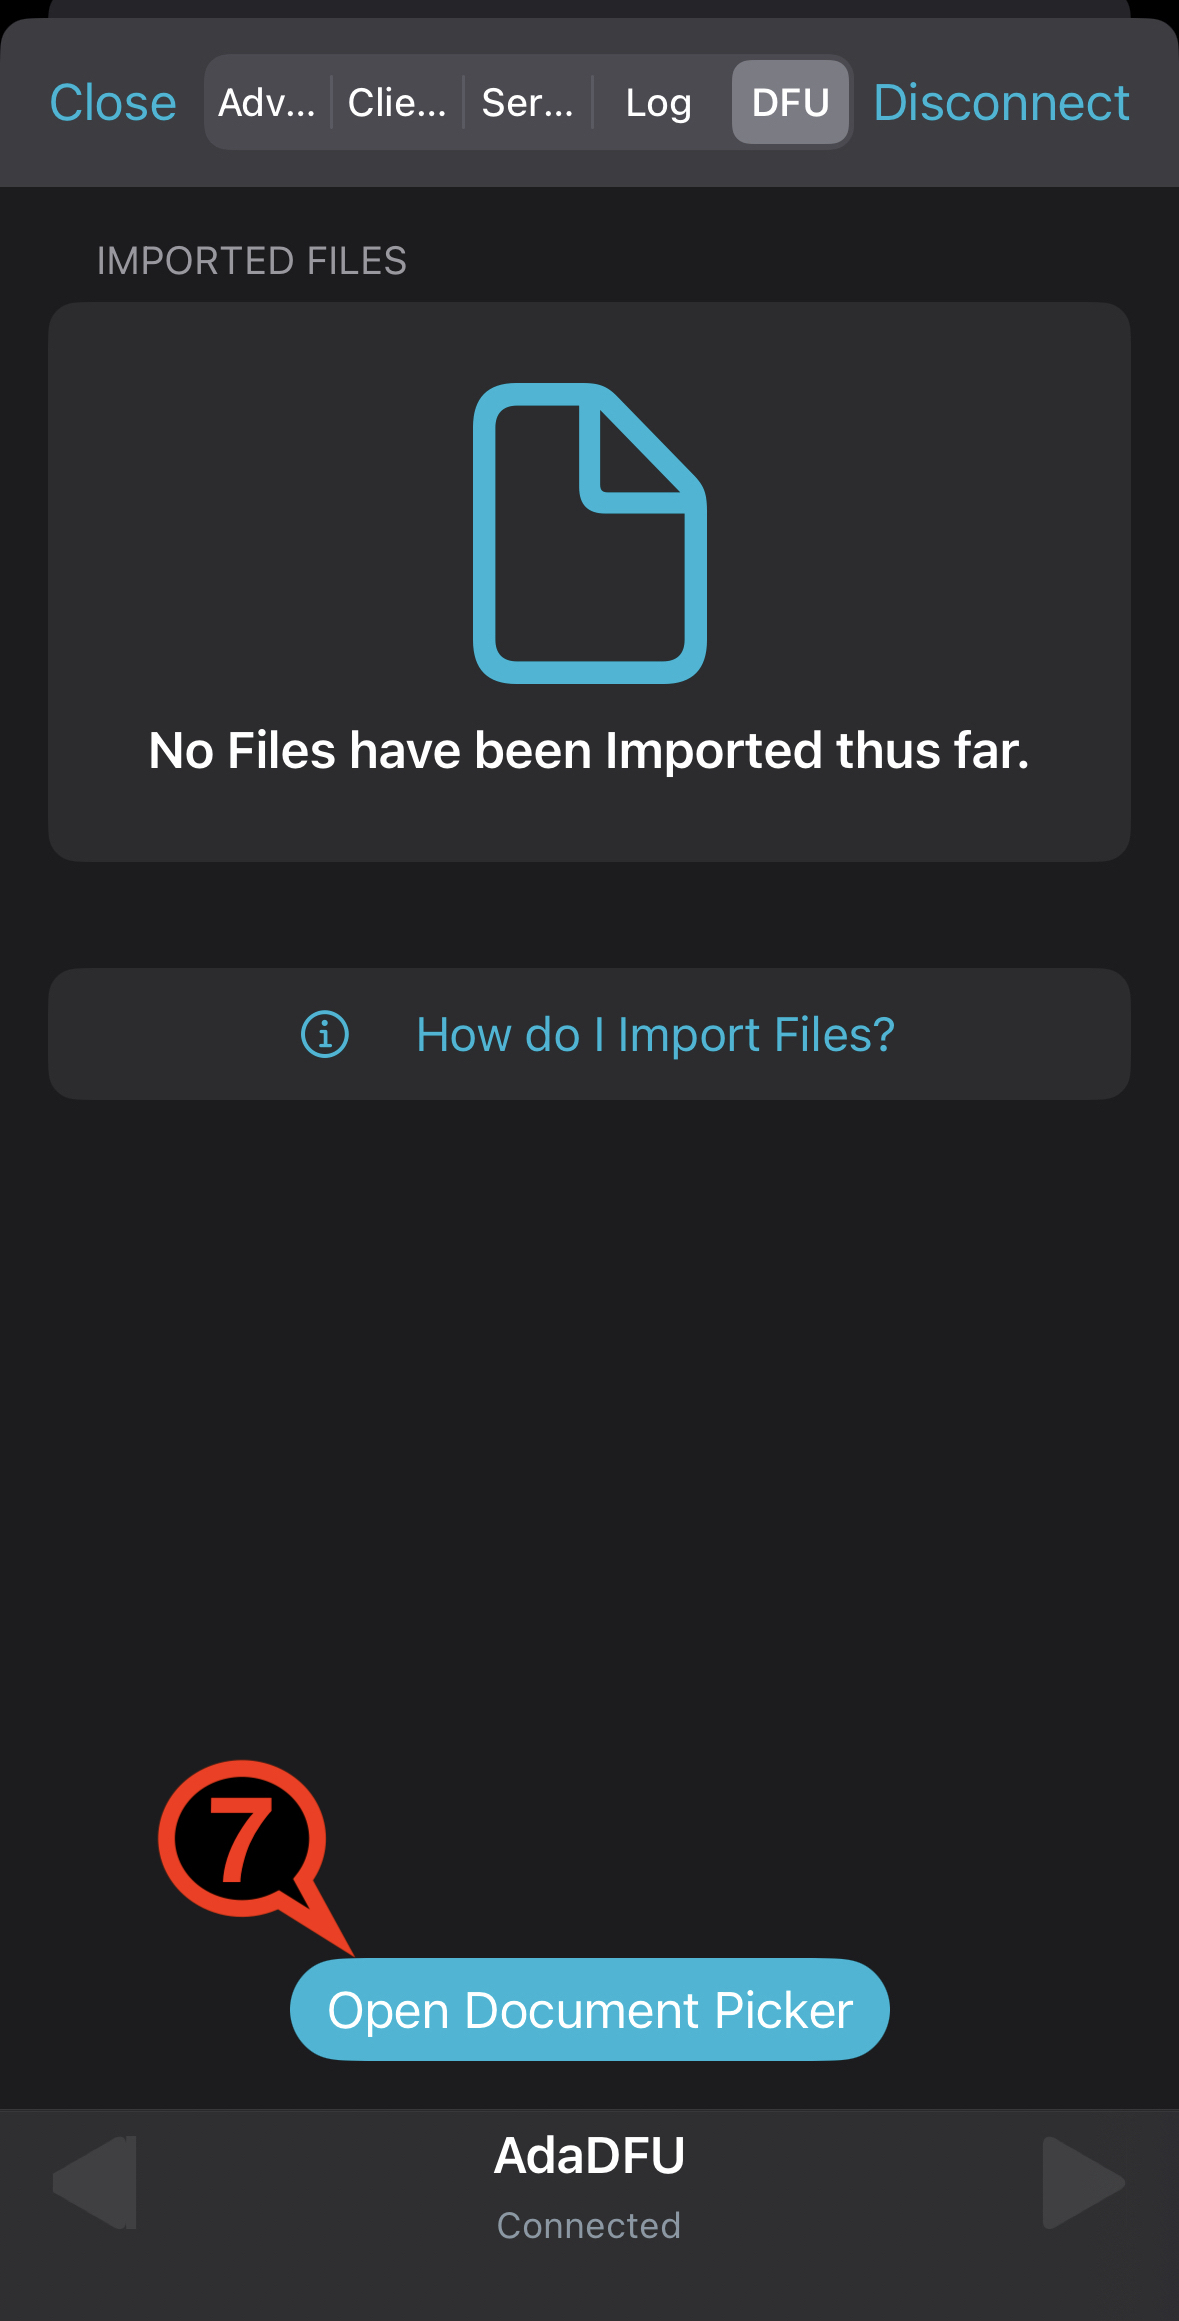 Close Adv... Clie... Ser... Log DFU Disconnect
IMPORTED FILES
No Files have been Imported thus far.
How do I Import Files?
7
Open Document Picker
AdaDFU
Connected